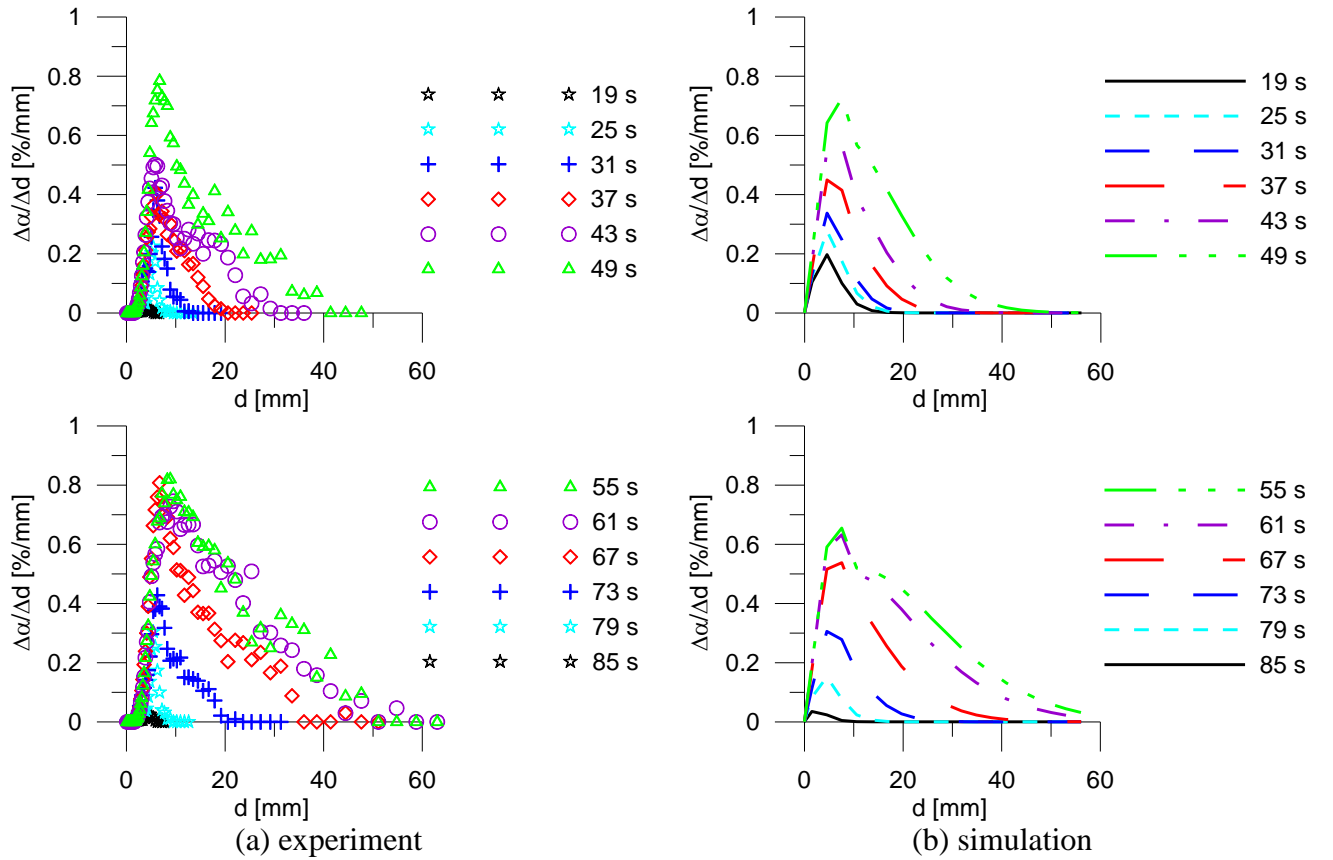 1
0.8
0.6
0.4
0.2
0
Δα/Δd [%/mm]
0 20 40 60
d [mm]
19 s
25 s
31 s
37 s
43 s
49 s
1
0.8
0.6
0.4
0.2
0
Δα/Δd [%/mm]
0 20 40 60
d [mm]
19 s
25 s
31 s
37 s
43 s
49 s
1
0.8
0.6
0.4
0.2
0
Δα/Δd [%/mm]
0 20 40 60
d [mm]
55 s
61 s
67 s
73 s
79 s
85 s
1
0.8
0.6
0.4
0.2
0
Δα/Δd [%/mm]
0 20 40 60
d [mm]
55 s
61 s
67 s
73 s
79 s
85 s
(a) experiment
(b) simulation